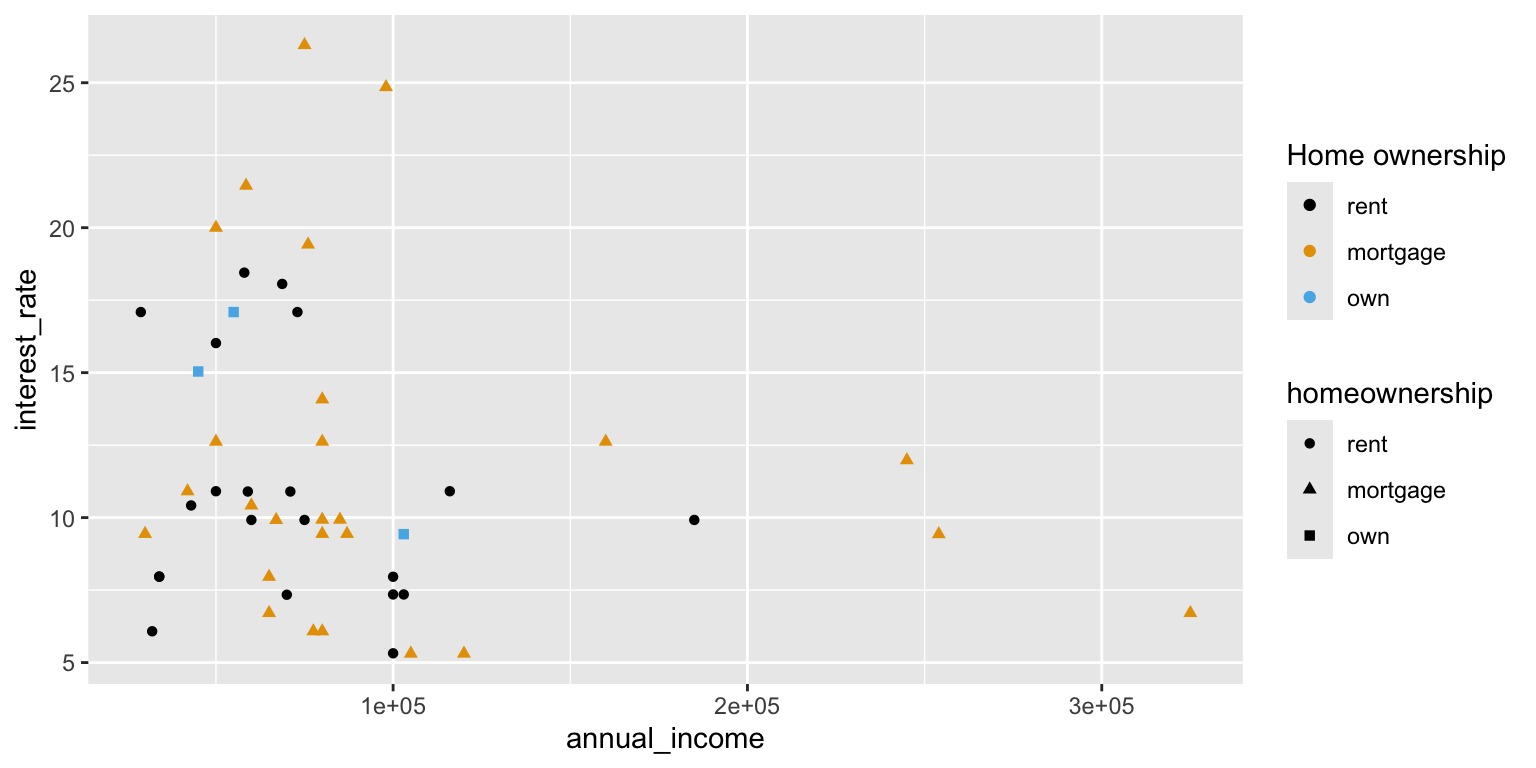 25
20
15
10
5
interest_rate
1e+05
2e+05
3e+05
annual_income
Home ownership
rent
mortgage
own
homeownership
rent
mortgage
own